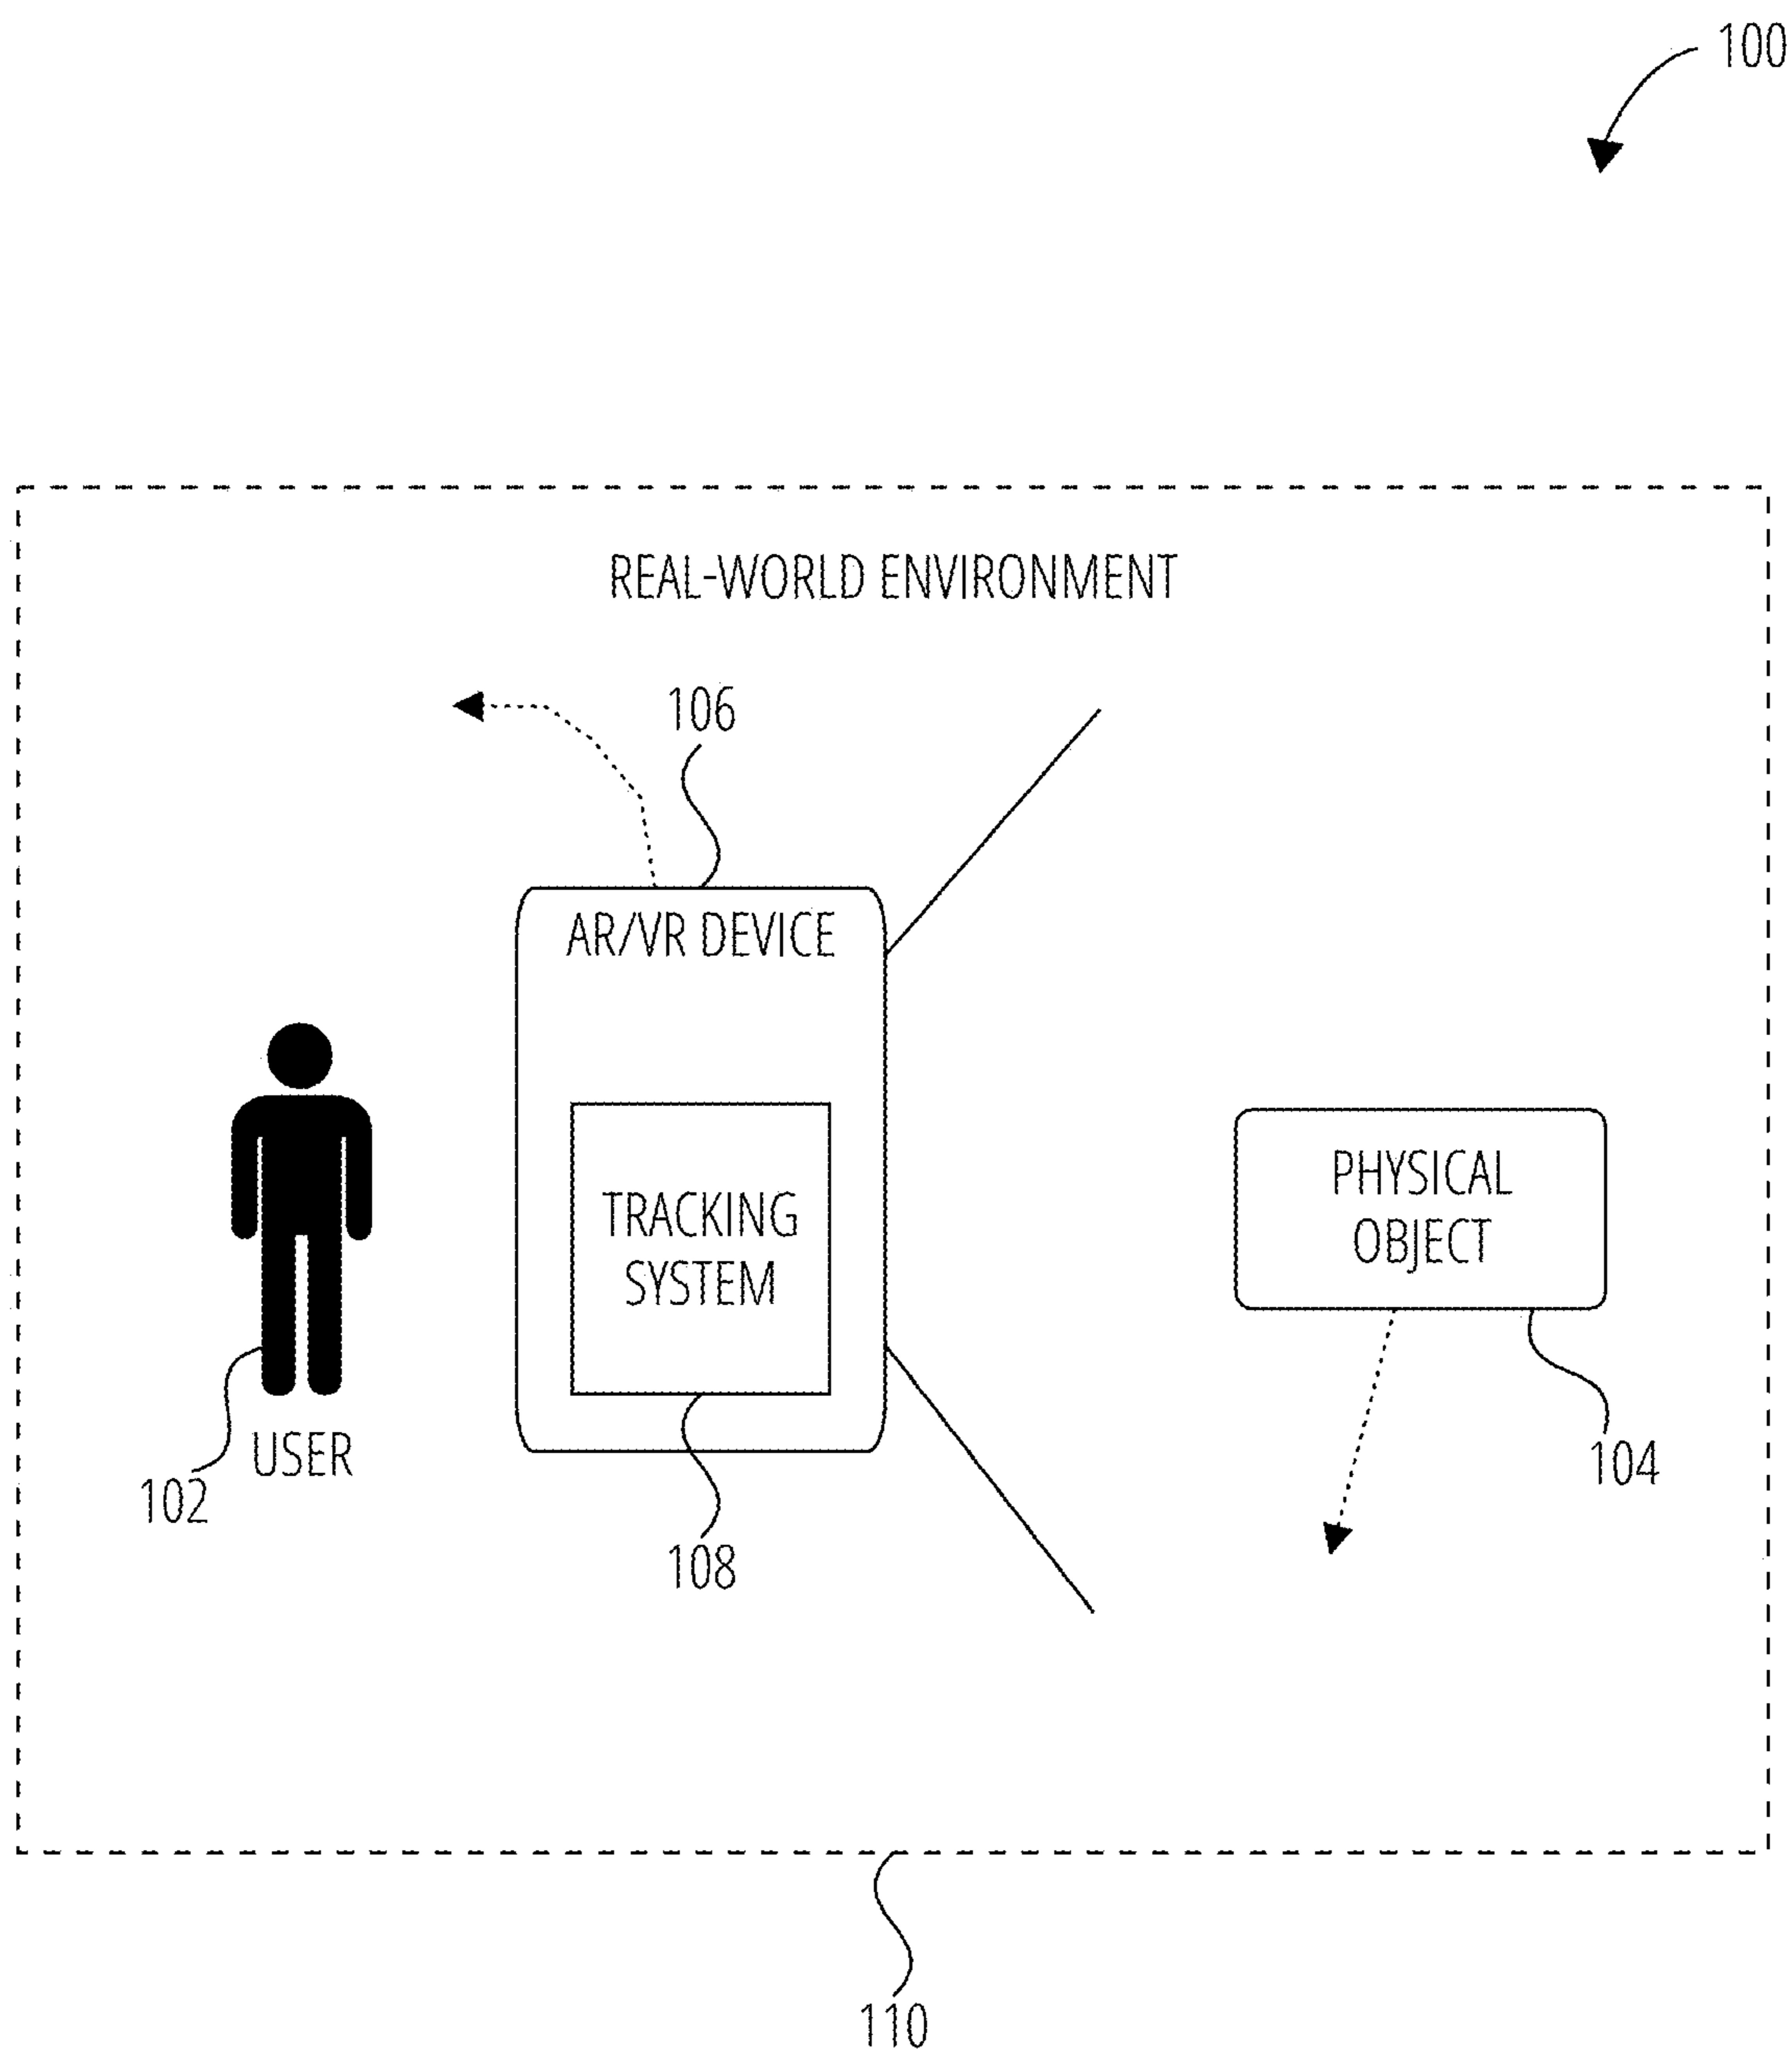 100
REAL-WORLD ENVIRONMENT
106
AR/VR DEVICE
TRACKING
SYSTEM
PHYSICAL
OBJECT
USER
102
104
108
110